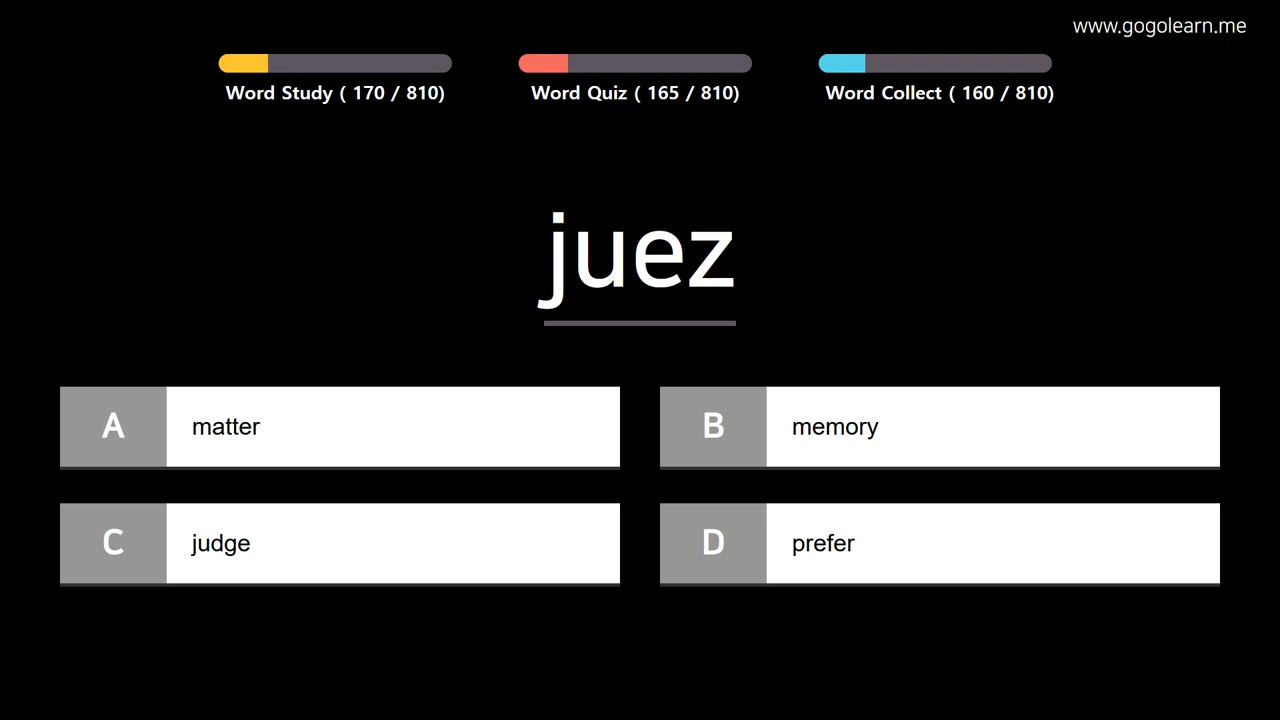 www.gogolearn.me
Word Study ( 170 / 810)
Word Quiz ( 165 / 810)
Word Collect ( 160 / 810)
juez
A matter
B memory
C judge
D prefer